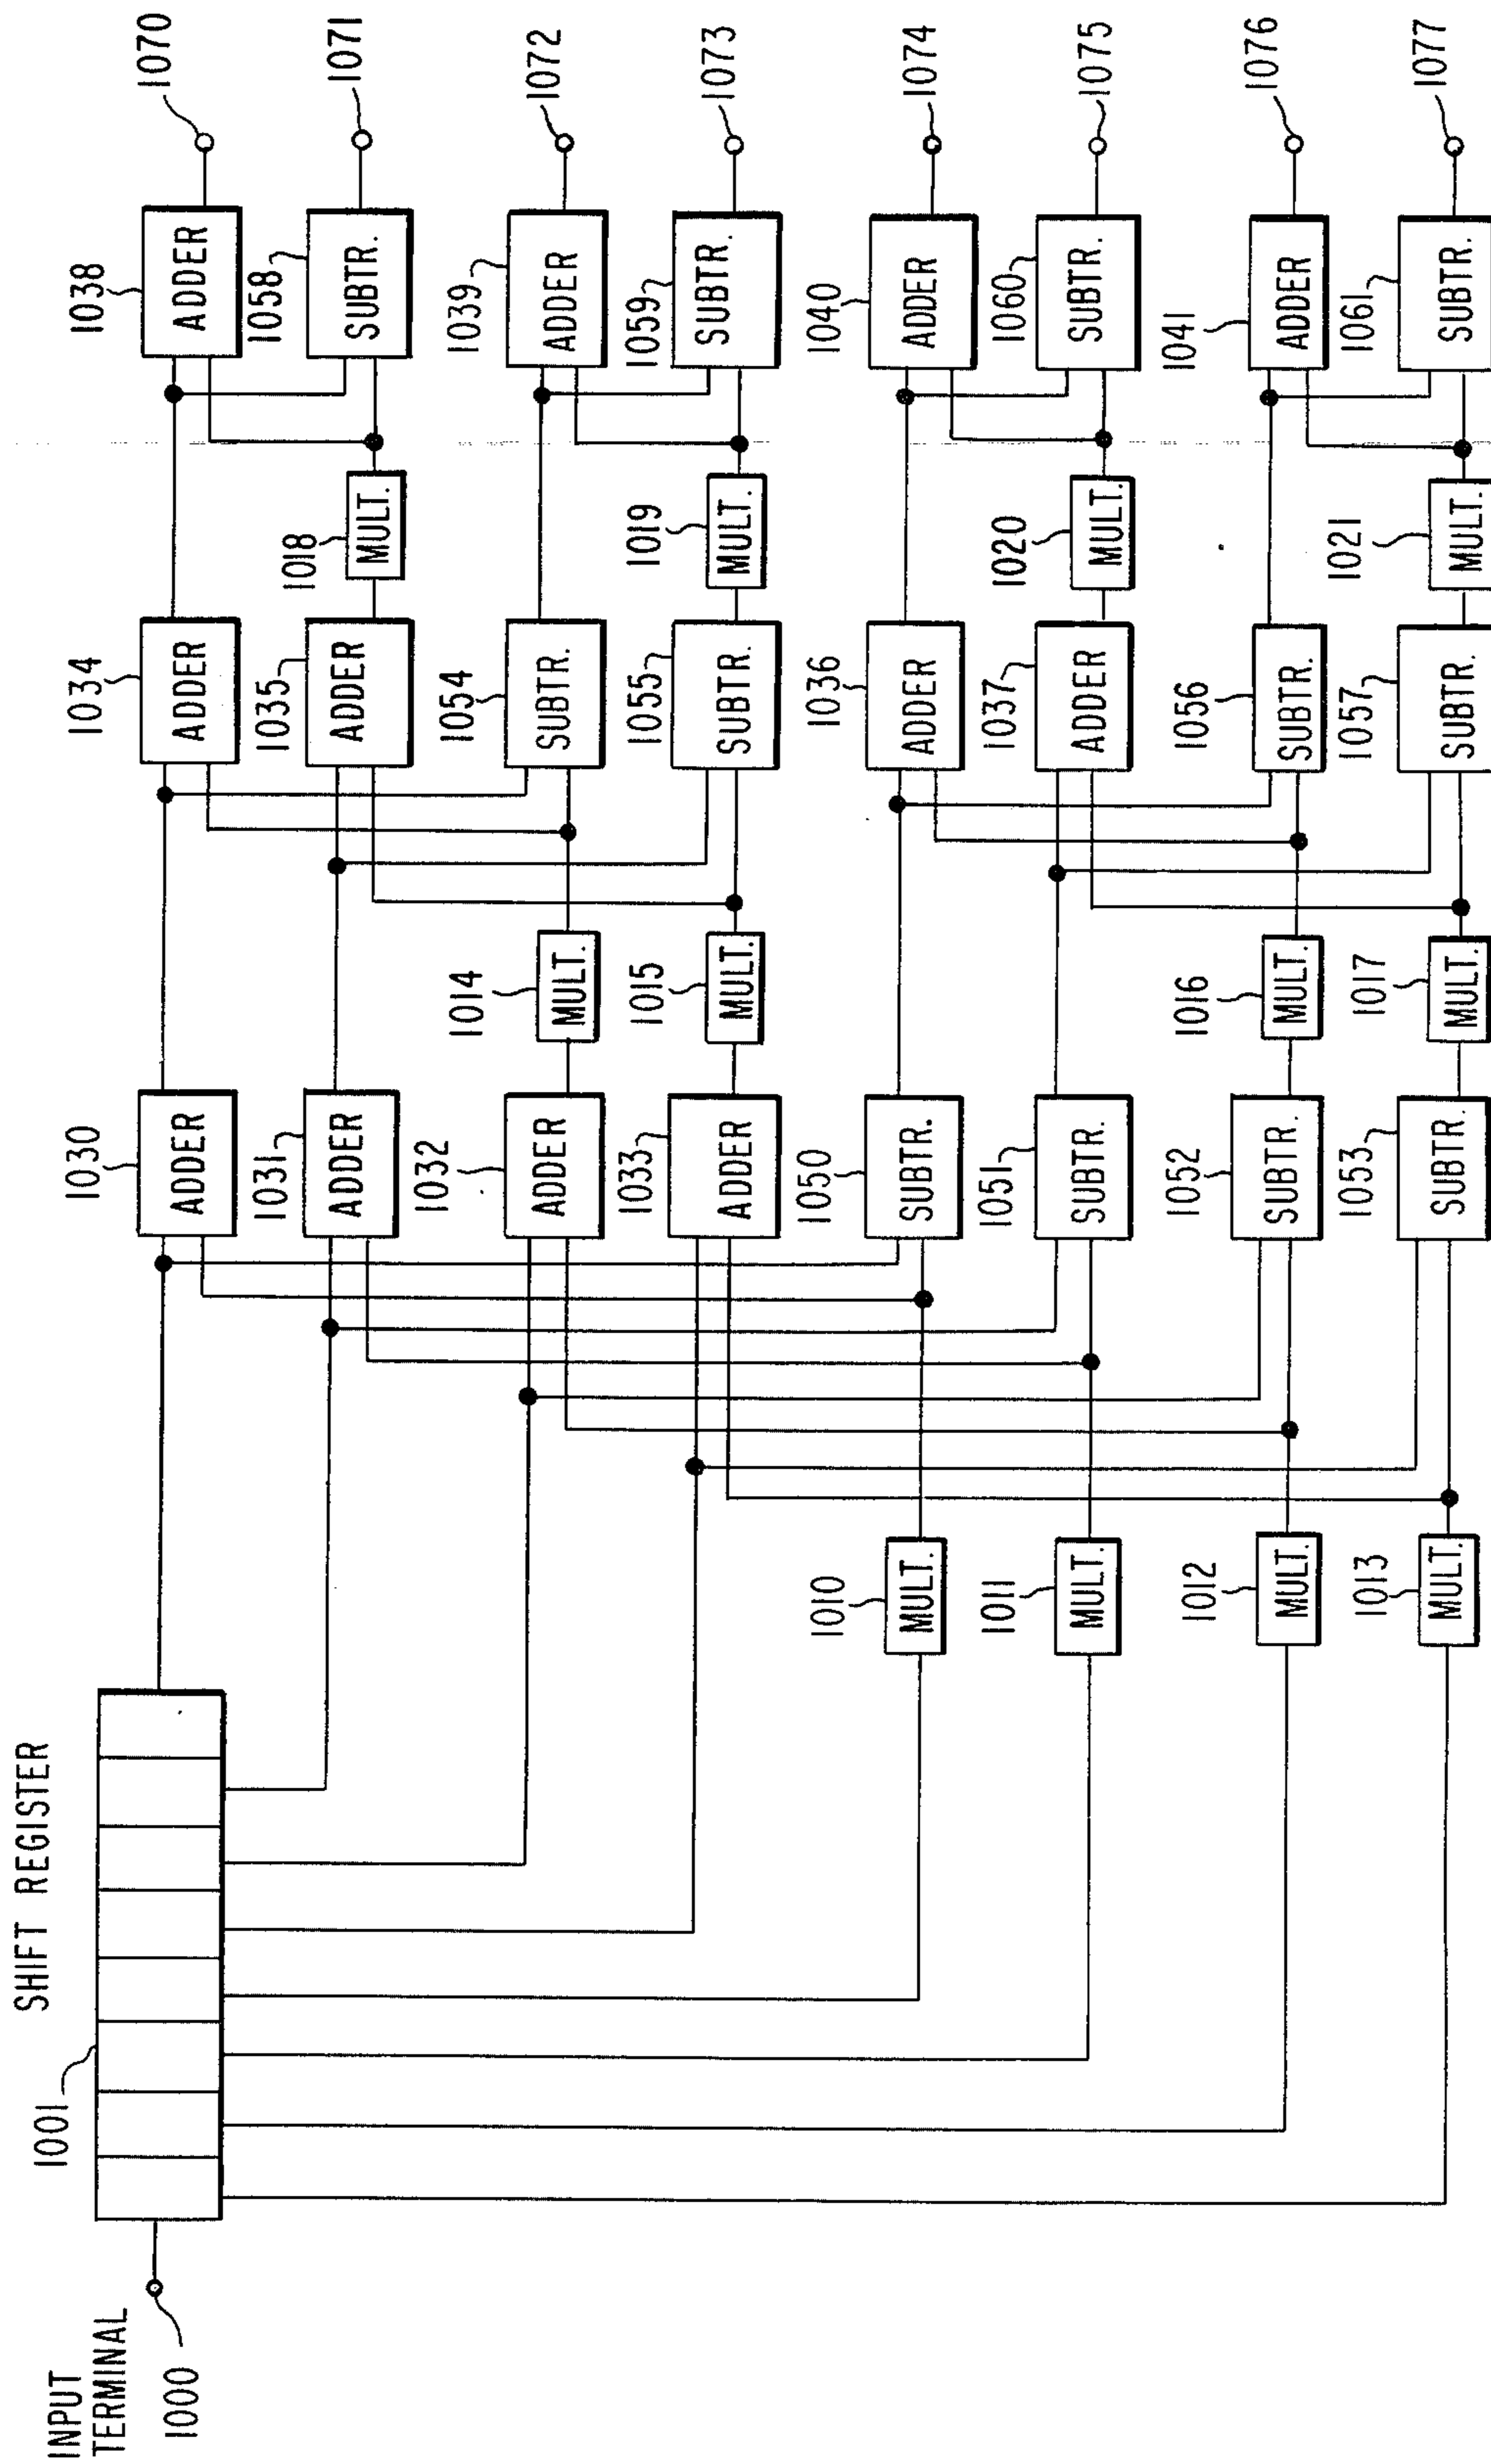 INPUT
TERMINAL
1000
1001
SHIFT REGISTER
1010
MULT.
1011
MULT.
1012
MULT.
1013
MULT.
1030
ADDER
1031
ADDER
1032
ADDER
1033
ADDER
1050
SUBTR.
1051
SUBTR.
1052
SUBTR.
1053
SUBTR.
1014
MULT.
1015
MULT.
1016
MULT.
1017
MULT.
1034
ADDER
1035
ADDER
1054
SUBTR.
1055
SUBTR.
1036
ADDER
1037
ADDER
1056
SUBTR.
1057
SUBTR.
1018
MULT.
1019
MULT.
1020
MULT.
1021
MULT.
1038
ADDER
1058
SUBTR.
1039
ADDER
1059
SUBTR.
1040
ADDER
1060
SUBTR.
1041
ADDER
1061
SUBTR.
1070
1071
1072
1073
1074
1075
1076
1077